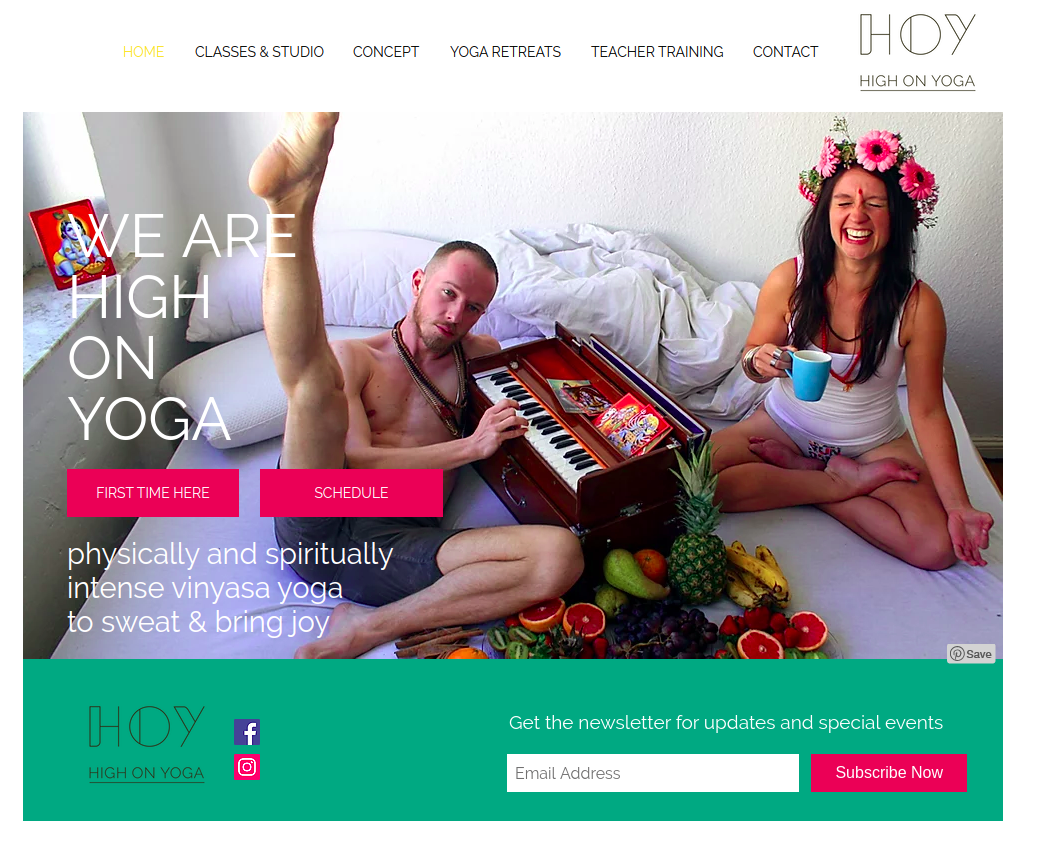 HOME CLASSES & STUDIO CONCEPT YOGA RETREATS TEACHER TRAINING CONTACT
HOY
HIGH ON YOGA
WE ARE
HIGH
ON
YOGA
FIRST TIME HERE SCHEDULE
physically and spiritually
intense vinyasa yoga
to sweat & bring joy
Save
HOY
HIGH ON YOGA
Get the newsletter for updates and special events
Email Address Subscribe Now